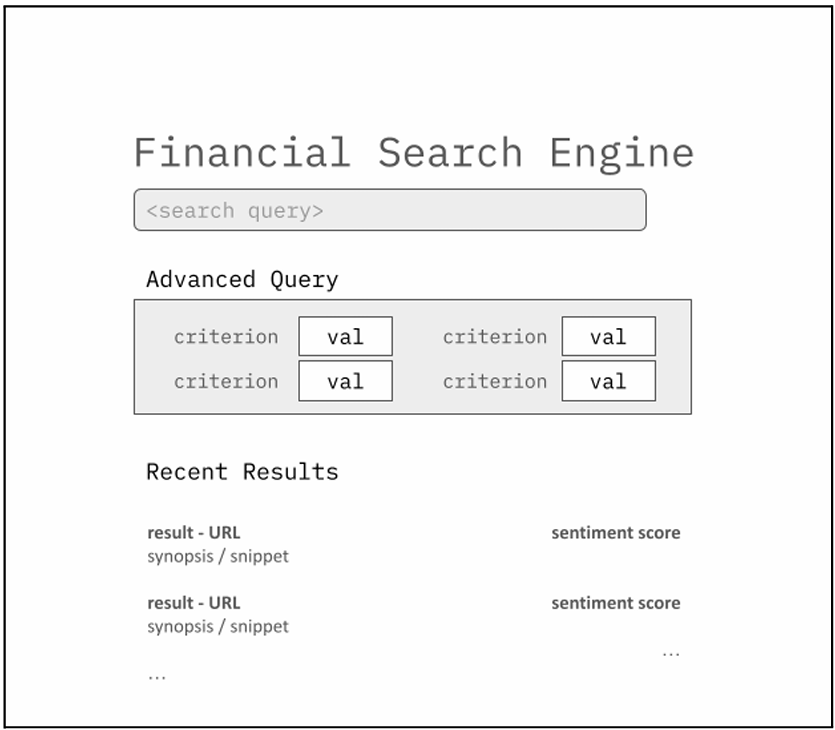 Financial Search Engine
<search query>
Advanced Query
criterion val criterion val
criterion val criterion val
Recent Results
result - URL sentiment score
synopsis / snippet
result - URL sentiment score
synopsis / snippet
...
...